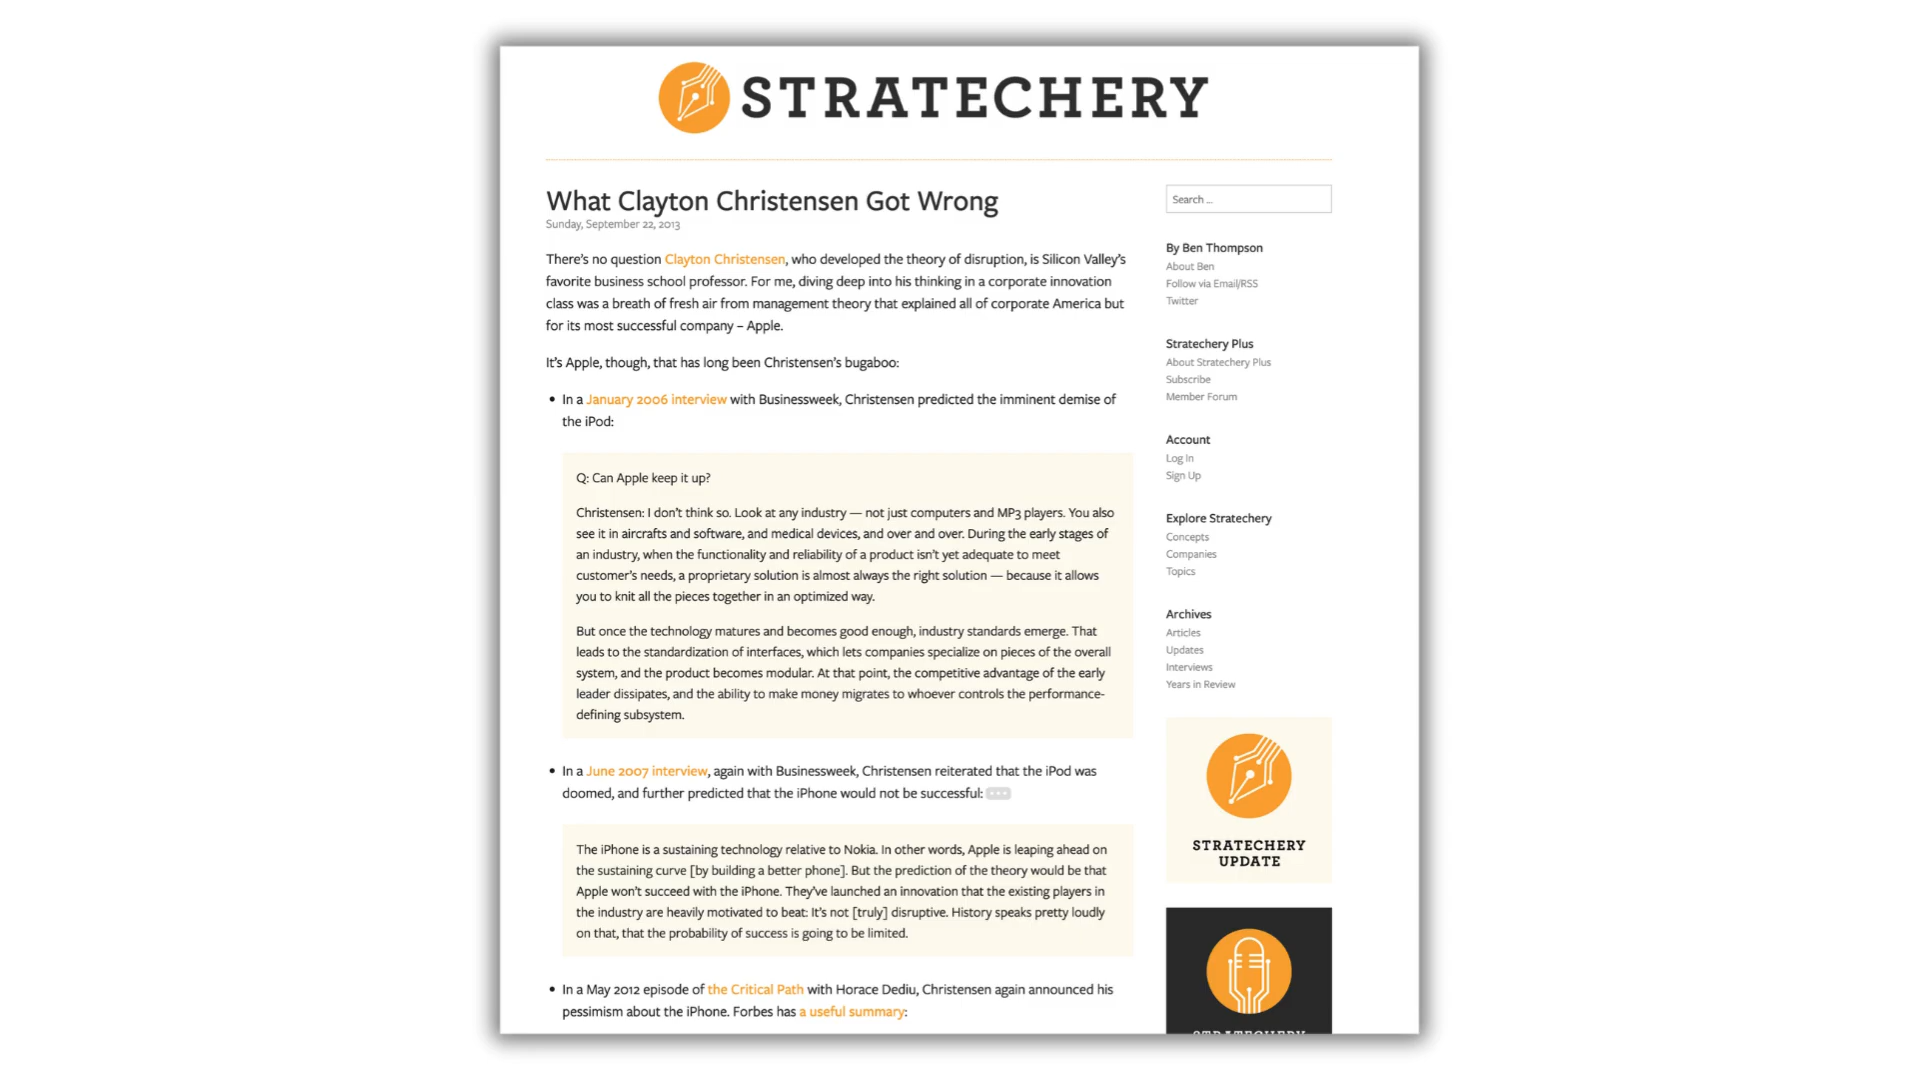 STRATECHERY
What Clayton Christensen Got Wrong
Sunday, September 22, 2013
There's no question Clayton Christensen, who developed the theory of disruption, is Silicon Valley's
favorite business school professor. For me, diving deep into his thinking in a corporate innovation
class was a breath of fresh air from management theory that explained all of corporate America but
for its most successful company – Apple.
It's Apple, though, that has long been Christensen's bugaboo:
• In a January 2006 interview with Businessweek, Christensen predicted the imminent demise of
the iPod:
Q: Can Apple keep it up?
Christensen: I don't think so. Look at any industry — not just computers and MP3 players. You also
see it in aircrafts and software, and medical devices, and over and over. During the early stages of
an industry, when the functionality and reliability of a product isn't yet adequate to meet
customer's needs, a proprietary solution is almost always the right solution — because it allows
you to knit all the pieces together in an optimized way.
But once the technology matures and becomes good enough, industry standards emerge. That
leads to the standardization of interfaces, which lets companies specialize on pieces of the overall
system, and the product becomes modular. At that point, the competitive advantage of the early
leader dissipates, and the ability to make money migrates to whoever controls the performance-
defining subsystem.
• In a June 2007 interview, again with Businessweek, Christensen reiterated that the iPod was
doomed, and further predicted that the iPhone would not be successful:
The iPhone is a sustaining technology relative to Nokia. In other words, Apple is leaping ahead on
the sustaining curve [by building a better phone]. But the prediction of the theory would be that
Apple won't succeed with the iPhone. They've launched an innovation that the existing players in
the industry are heavily motivated to beat: It's not [truly] disruptive. History speaks pretty loudly
on that, that the probability of success is going to be limited.
• In a May 2012 episode of the Critical Path with Horace Dediu, Christensen again announced his
pessimism about the iPhone. Forbes has a useful summary:
Search …
By Ben Thompson
About Ben
Follow via Email/RSS
Twitter
Stratechery Plus
About Stratechery Plus
Subscribe
Member Forum
Account
Log In
Sign Up
Explore Stratechery
Concepts
Companies
Topics
Archives
Articles
Updates
Interviews
Years in Review
STRATECHERY
UPDATE
STRATECHERY